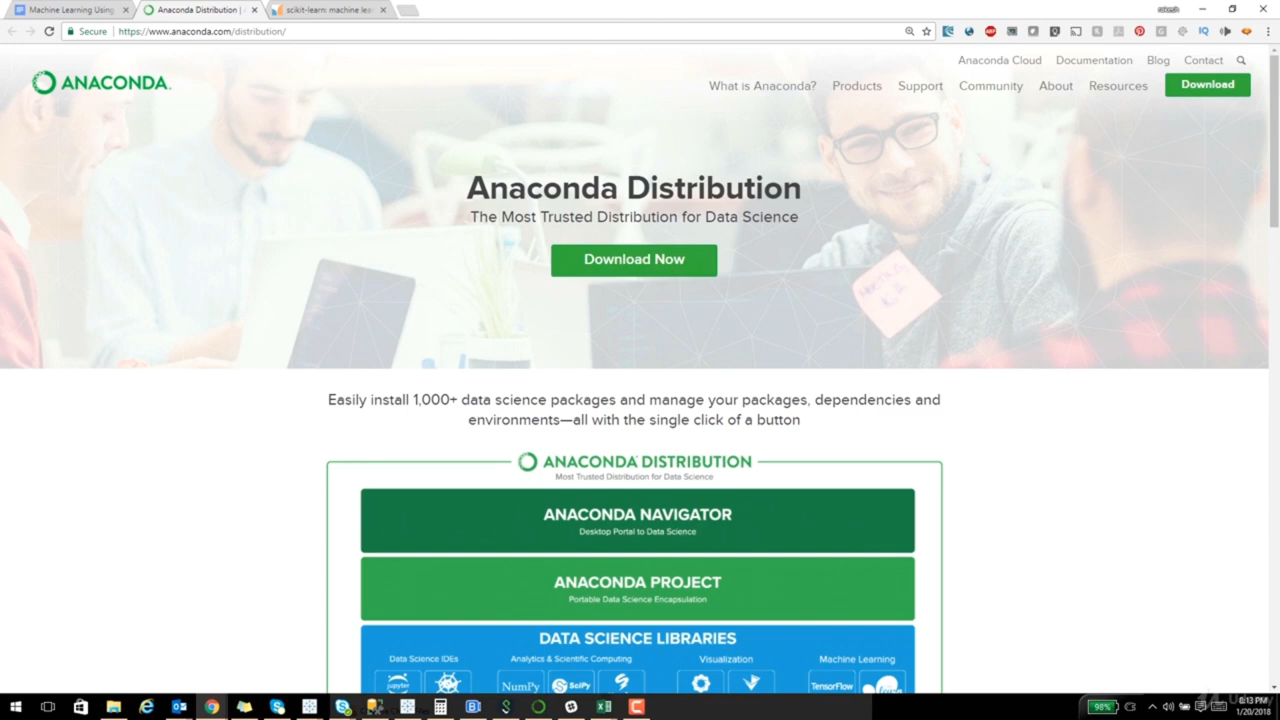 Machine Learning Using
Anaconda Distribution | A
scikit-learn: machine lea
Secure
https://www.anaconda.com/distribution/
Anaconda Cloud Documentation Blog Contact
ANACONDA.
What is Anaconda? Products Support Community About Resources Download
Anaconda Distribution
The Most Trusted Distribution for Data Science
Download Now
Easily install 1,000+ data science packages and manage your packages, dependencies and
environments—all with the single click of a button
ANACONDA DISTRIBUTION
Most Trusted Distribution for Data Science
ANACONDA NAVIGATOR
Desktop Portal to Data Science
ANACONDA PROJECT
Portable Data Science Encapsulation
DATA SCIENCE LIBRARIES
Data Science IDEs Analytics & Scientific Computing Visualization Machine Learning
jupyter NumPy SciPy TensorFlow learn
98%
8:13 PM
1/20/2018